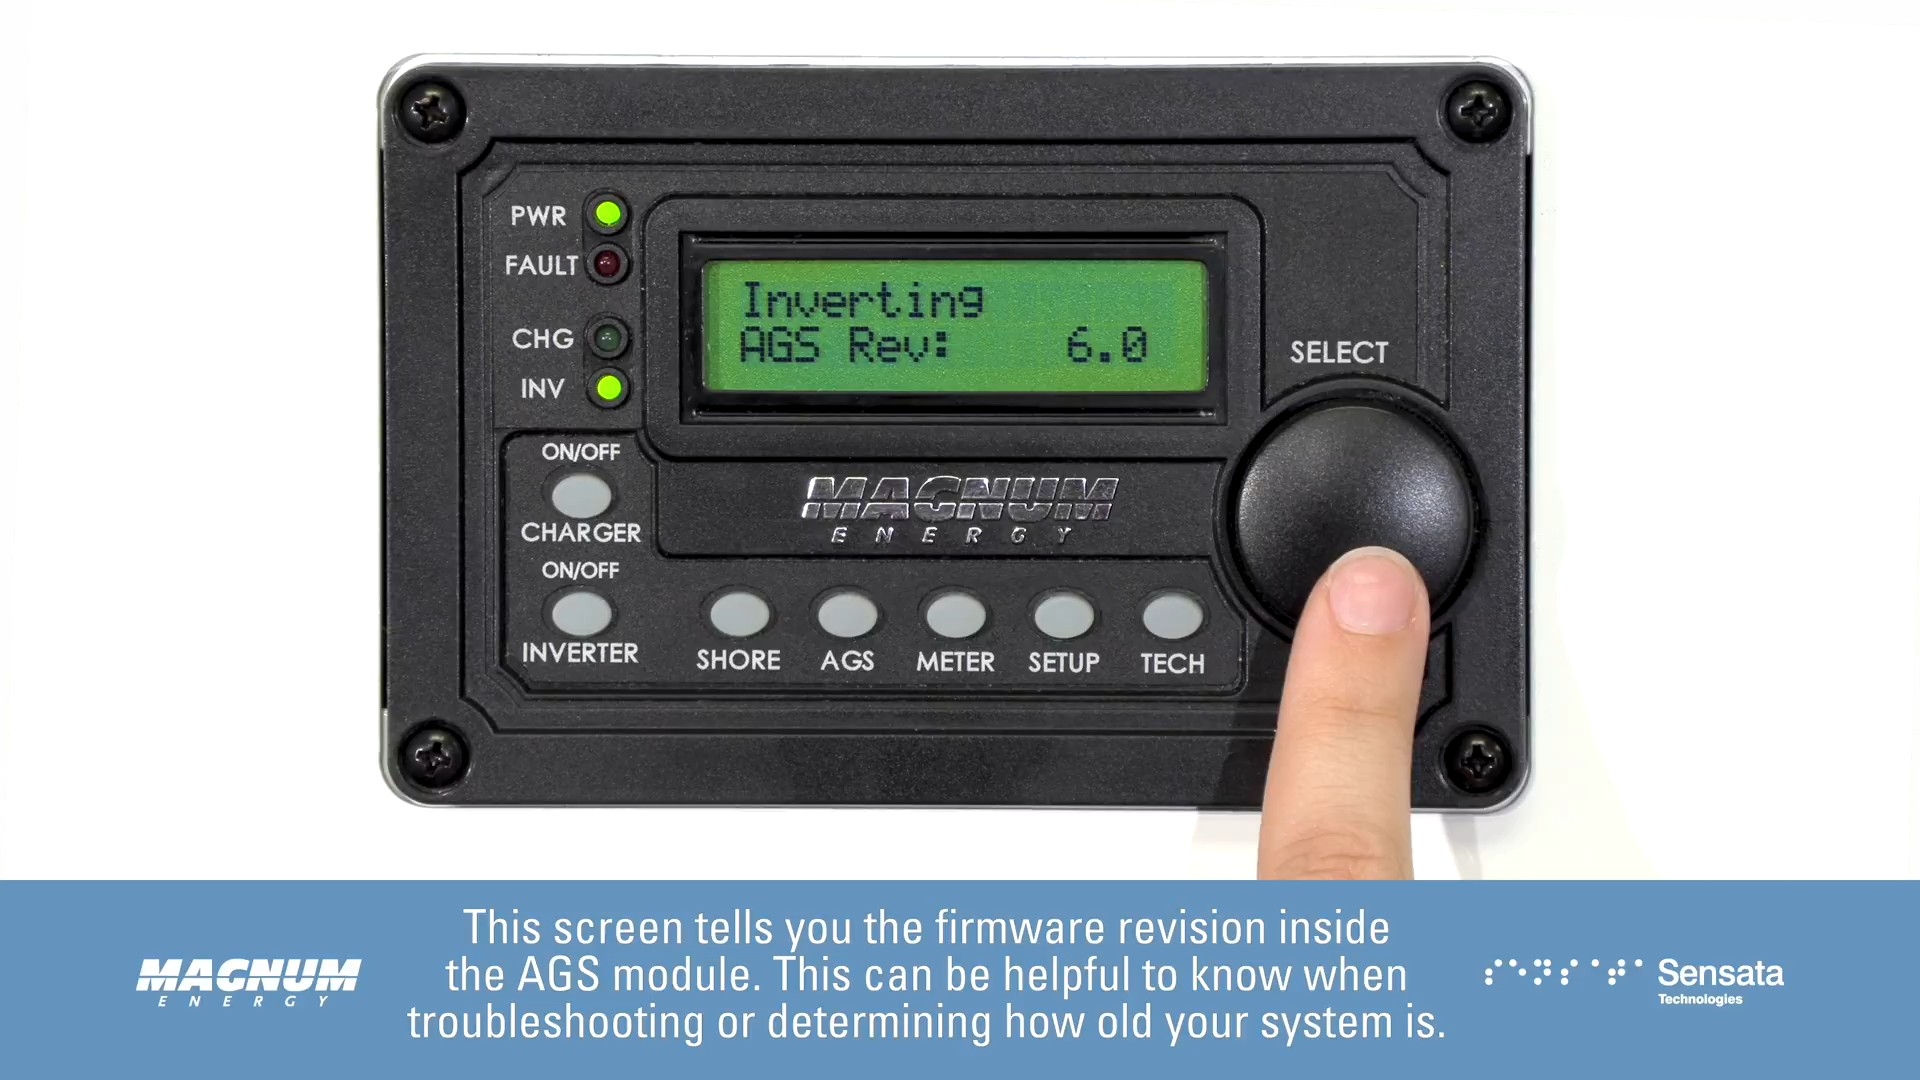 PWR
FAULT
CHG
INV
Inverting
AGS Rev: 6.0
SELECT
ON/OFF
CHARGER
ON/OFF
INVERTER
MAGNUM
ENERGY
SHORE AGS METER SETUP TECH
This screen tells you the firmware revision inside
the AGS module. This can be helpful to know when
troubleshooting or determining how old your system is.
MAGNUM
ENERGY
Sensata
Technologies